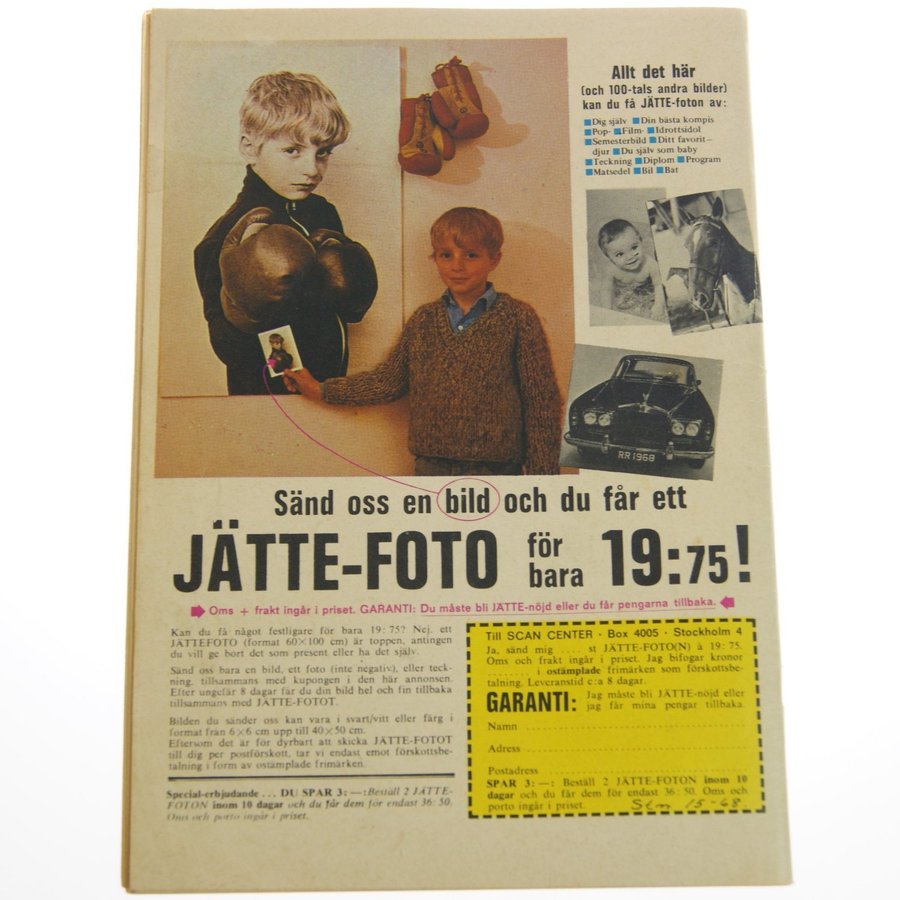 Allt det här
(och 100-tals andra bilder)
kan du få JÄTTE-foton av:
Dig själv Din bästa kompis
Pop- Film- Idrottsidol
Semesterbild Ditt favorit-
djur Du själv som baby
Teckning Diplom Program
Matsedel Bil Bat
RR1968
Sänd oss en bild och du får ett
JÄTTE-FOTO för bara 19:75!
Oms + frakt ingår i priset. GARANTI: Du måste bli JÄTTE-nöjd eller du får pengarna tillbaka.
Kan du få något festligare för bara 19:75? Nej, ett
JÄTTEFOTO (format 60×100 cm) är toppen, antingen
du vill ge bort det som present eller ha det själv.
Sänd oss bara en bild, ett foto (inte negativ), eller teck-
ning, tillsammans med kupongen i den här annonsen.
Efter ungefär 8 dagar får du din bild hel och fin tillbaka
tillsammans med JÄTTE-FOTOT.
Bilden du sänder oss kan vara i svart/vitt eller färg i
format från 6×6 cm upp till 40×50 cm.
Eftersom det är för dyrbart att skicka JÄTTE-FOTOT
till dig per postförskott, tar vi endast emot förskottsbe-
talning i form av ostämplade frimärken.
Special-erbjudande ... DU SPAR 3:—: Beställ 2 JÄTTE-
FOTON inom 10 dagar och du får dem för endast 36:50.
Oms och porto ingår i priset.
Till SCAN CENTER · Box 4005 · Stockholm 4
Ja, sänd mig ...... st JÄTTE-FOTO(N) à 19:75.
Oms och frakt ingår i priset. Jag bifogar kronor
.......... i ostämplade frimärken som förskottsbe-
talning. Leveranstid c:a 8 dagar.
GARANTI: Jag måste bli JÄTTE-nöjd eller
jag får mina pengar tillbaka.
Namn
Adress
Postadress
SPAR 3:—: Beställ 2 JÄTTE-FOTON inom 10
dagar och du får dem för endast 36:50. Oms och
porto ingår i priset. Stm 15-68.